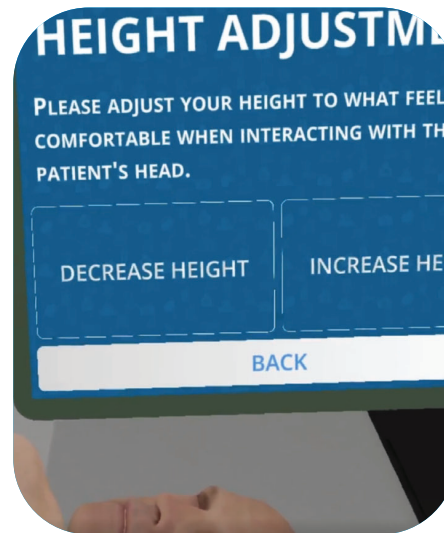 HEIGHT ADJUSTME
PLEASE ADJUST YOUR HEIGHT TO WHAT FEEL
COMFORTABLE WHEN INTERACTING WITH TH
PATIENT'S HEAD.
DECREASE HEIGHT
INCREASE HE
BACK